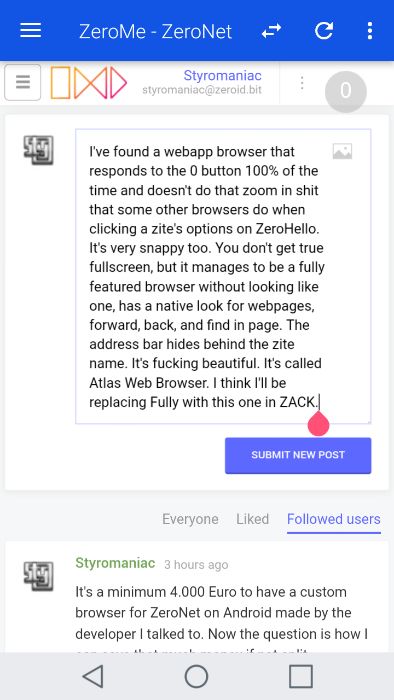 ZeroMe - ZeroNet
Styromaniac
styromaniac@zeroid.bit
0
I've found a webapp browser that
responds to the 0 button 100% of the
time and doesn't do that zoom in shit
that some other browsers do when
clicking a zite's options on ZeroHello.
It's very snappy too. You don't get true
fullscreen, but it manages to be a fully
featured browser without looking like
one, has a native look for webpages,
forward, back, and find in page. The
address bar hides behind the zite
name. It's fucking beautiful. It's called
Atlas Web Browser. I think I'll be
replacing Fully with this one in ZACK.
SUBMIT NEW POST
Everyone Liked Followed users
Styromaniac 3 hours ago
It's a minimum 4.000 Euro to have a custom
browser for ZeroNet on Android made by the
developer I talked to. Now the question is how I